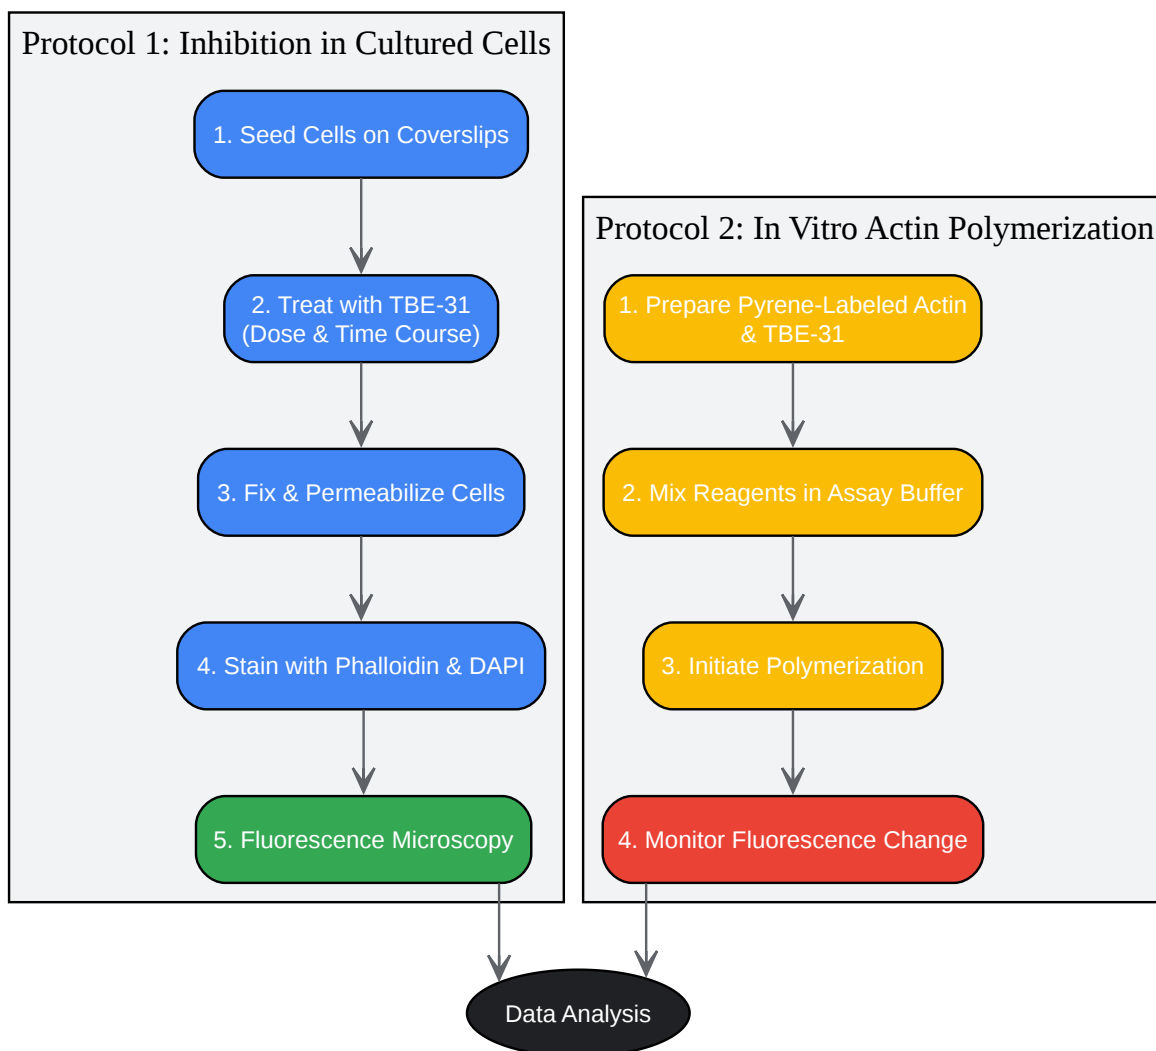 Protocol 1: Inhibition in Cultured Cells
1. Seed Cells on Coverslips
2. Treat with TBE-31
(Dose & Time Course)
3. Fix & Permeabilize Cells
4. Stain with Phalloidin & DAPI
5. Fluorescence Microscopy
Protocol 2: In Vitro Actin Polymerization
1. Prepare Pyrene-Labeled Actin
& TBE-31
2. Mix Reagents in Assay Buffer
3. Initiate Polymerization
4. Monitor Fluorescence Change
Data Analysis